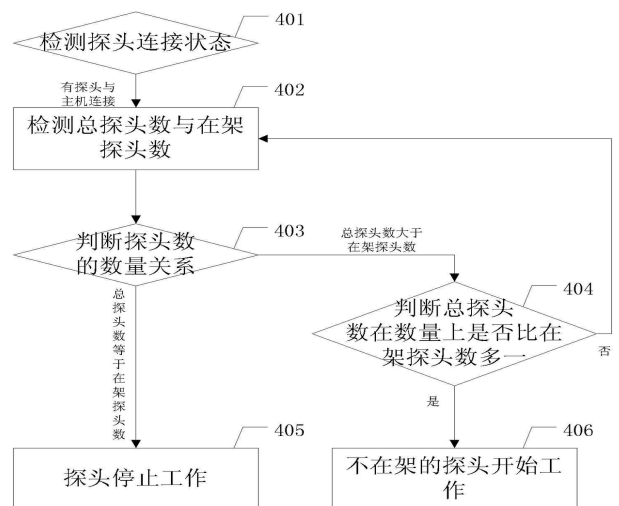 401
检测探头连接状态
有探头与
主机连接
402
检测总探头数与在架
探头数
403
判断探头数
的数量关系
总探头数大于
在架探头数
404
判断总探头
数在数量上是否比在
架探头数多一
否
总探头数等于在架探头数
是
405
探头停止工作
406
不在架的探头开始工
作